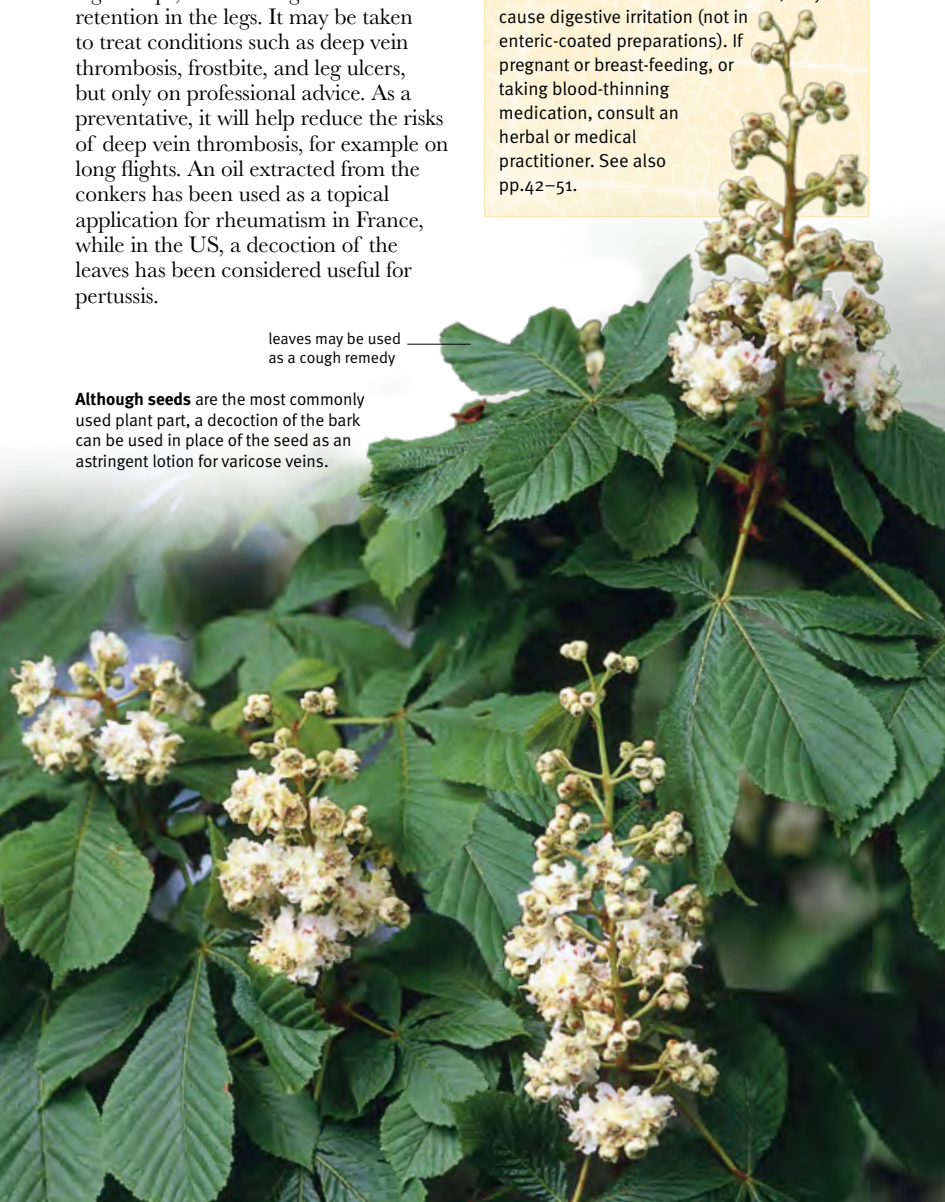 retention in the legs. It may be taken
to treat conditions such as deep vein
thrombosis, frostbite, and leg ulcers,
but only on professional advice. As a
preventative, it will help reduce the risks
of deep vein thrombosis, for example on
long flights. An oil extracted from the
conkers has been used as a topical
application for rheumatism in France,
while in the US, a decoction of the
leaves has been considered useful for
pertussis.
cause digestive irritation (not in
enteric-coated preparations). If
pregnant or breast-feeding, or
taking blood-thinning
medication, consult an
herbal or medical
practitioner. See also
pp.42–51.
leaves may be used
as a cough remedy
Although seeds are the most commonly
used plant part, a decoction of the bark
can be used in place of the seed as an
astringent lotion for varicose veins.